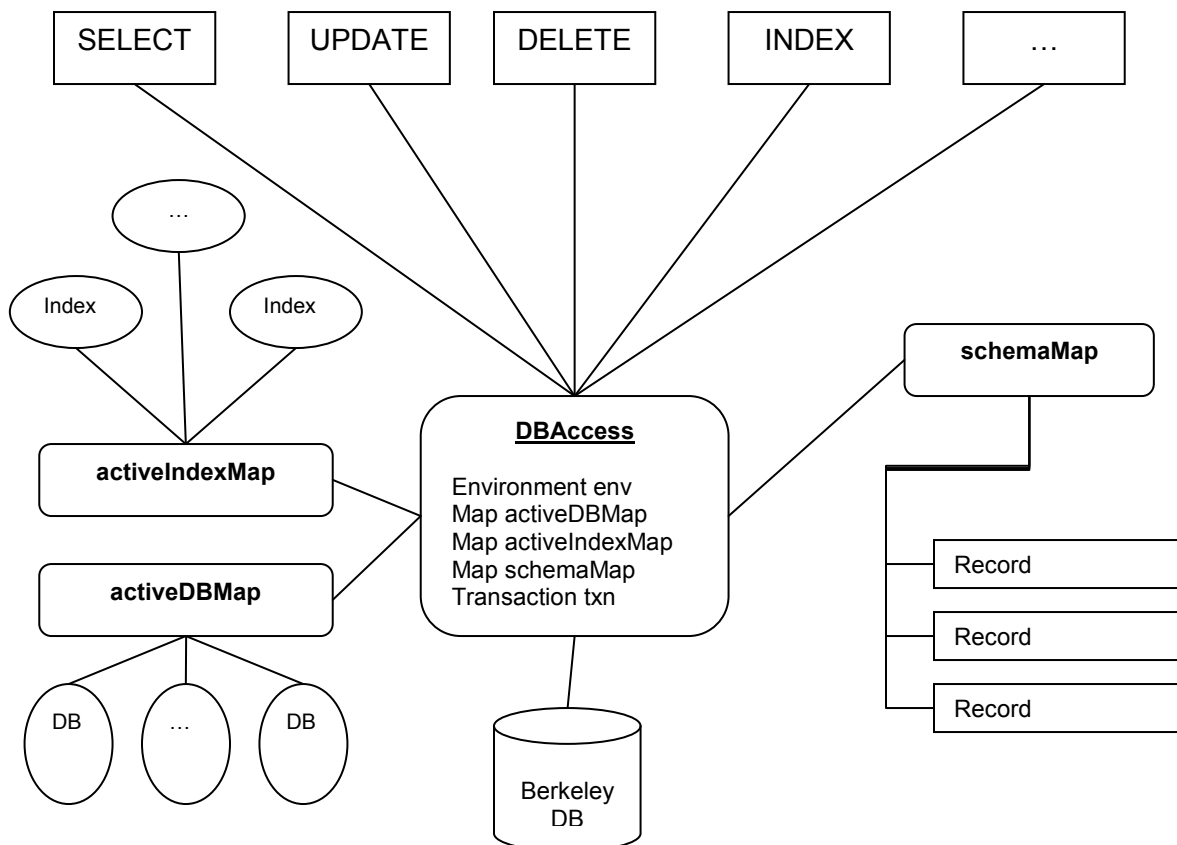 SELECT
UPDATE
DELETE
INDEX
…
…
Index
Index
schemaMap
DBAccess
activeIndexMap
Environment env
Map activeDBMap
Map activeIndexMap
Map schemaMap
Transaction txn
activeDBMap
Record
Record
Record
DB
…
DB
Berkeley
DB